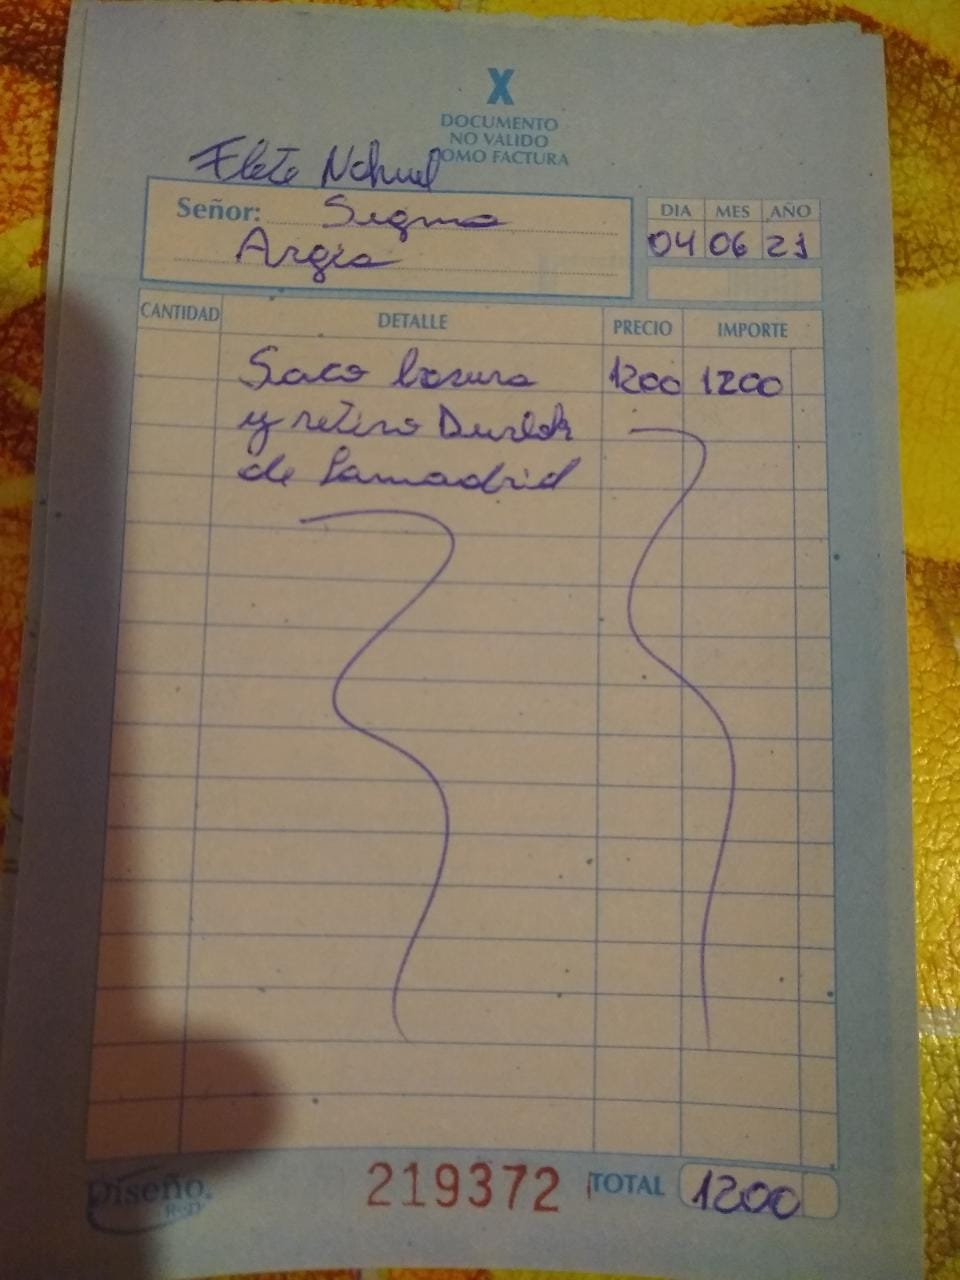 X
DOCUMENTO
NO VALIDO
COMO FACTURA
Flete Nahuel
Señor: Sigma
Argia
DIA MES AÑO
04 06 21
CANTIDAD DETALLE PRECIO IMPORTE
Saco basura 1200 1200
y retiro Durlok
de Lamadrid
Diseño
219372 TOTAL 1200